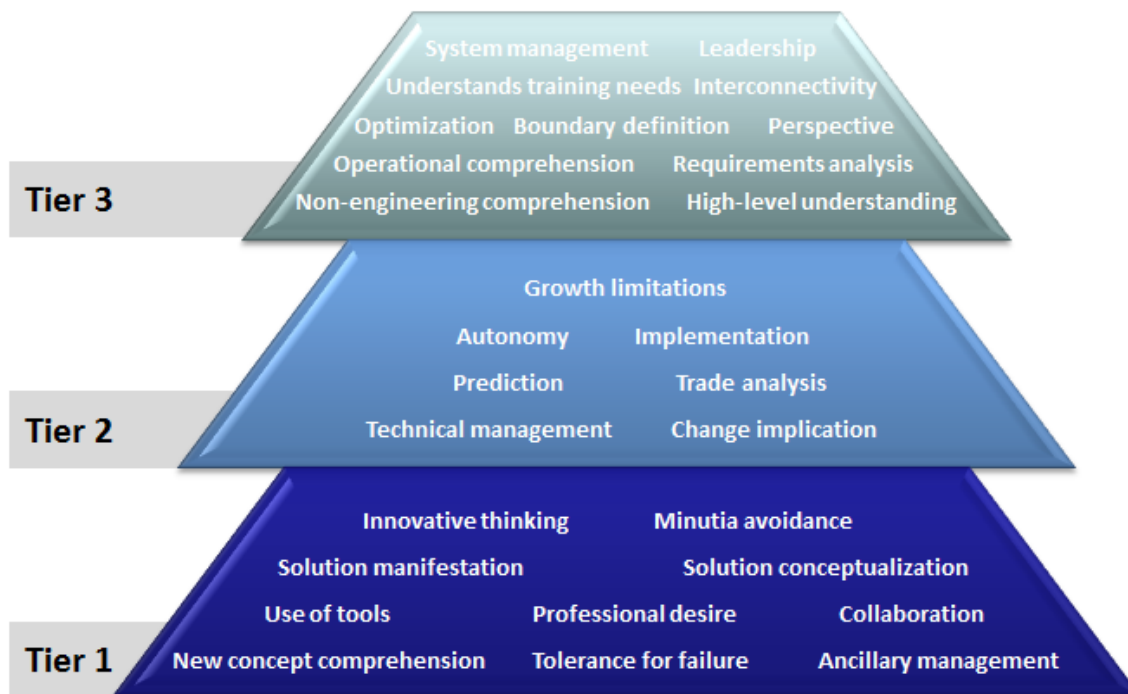 System management Leadership
Understands training needs Interconnectivity
Optimization Boundary definition Perspective
Operational comprehension Requirements analysis
Tier 3
Non-engineering comprehension High-level understanding
Growth limitations
Autonomy Implementation
Prediction Trade analysis
Tier 2
Technical management Change implication
Innovative thinking Minutia avoidance
Solution manifestation Solution conceptualization
Use of tools Professional desire Collaboration
Tier 1
New concept comprehension Tolerance for failure Ancillary management